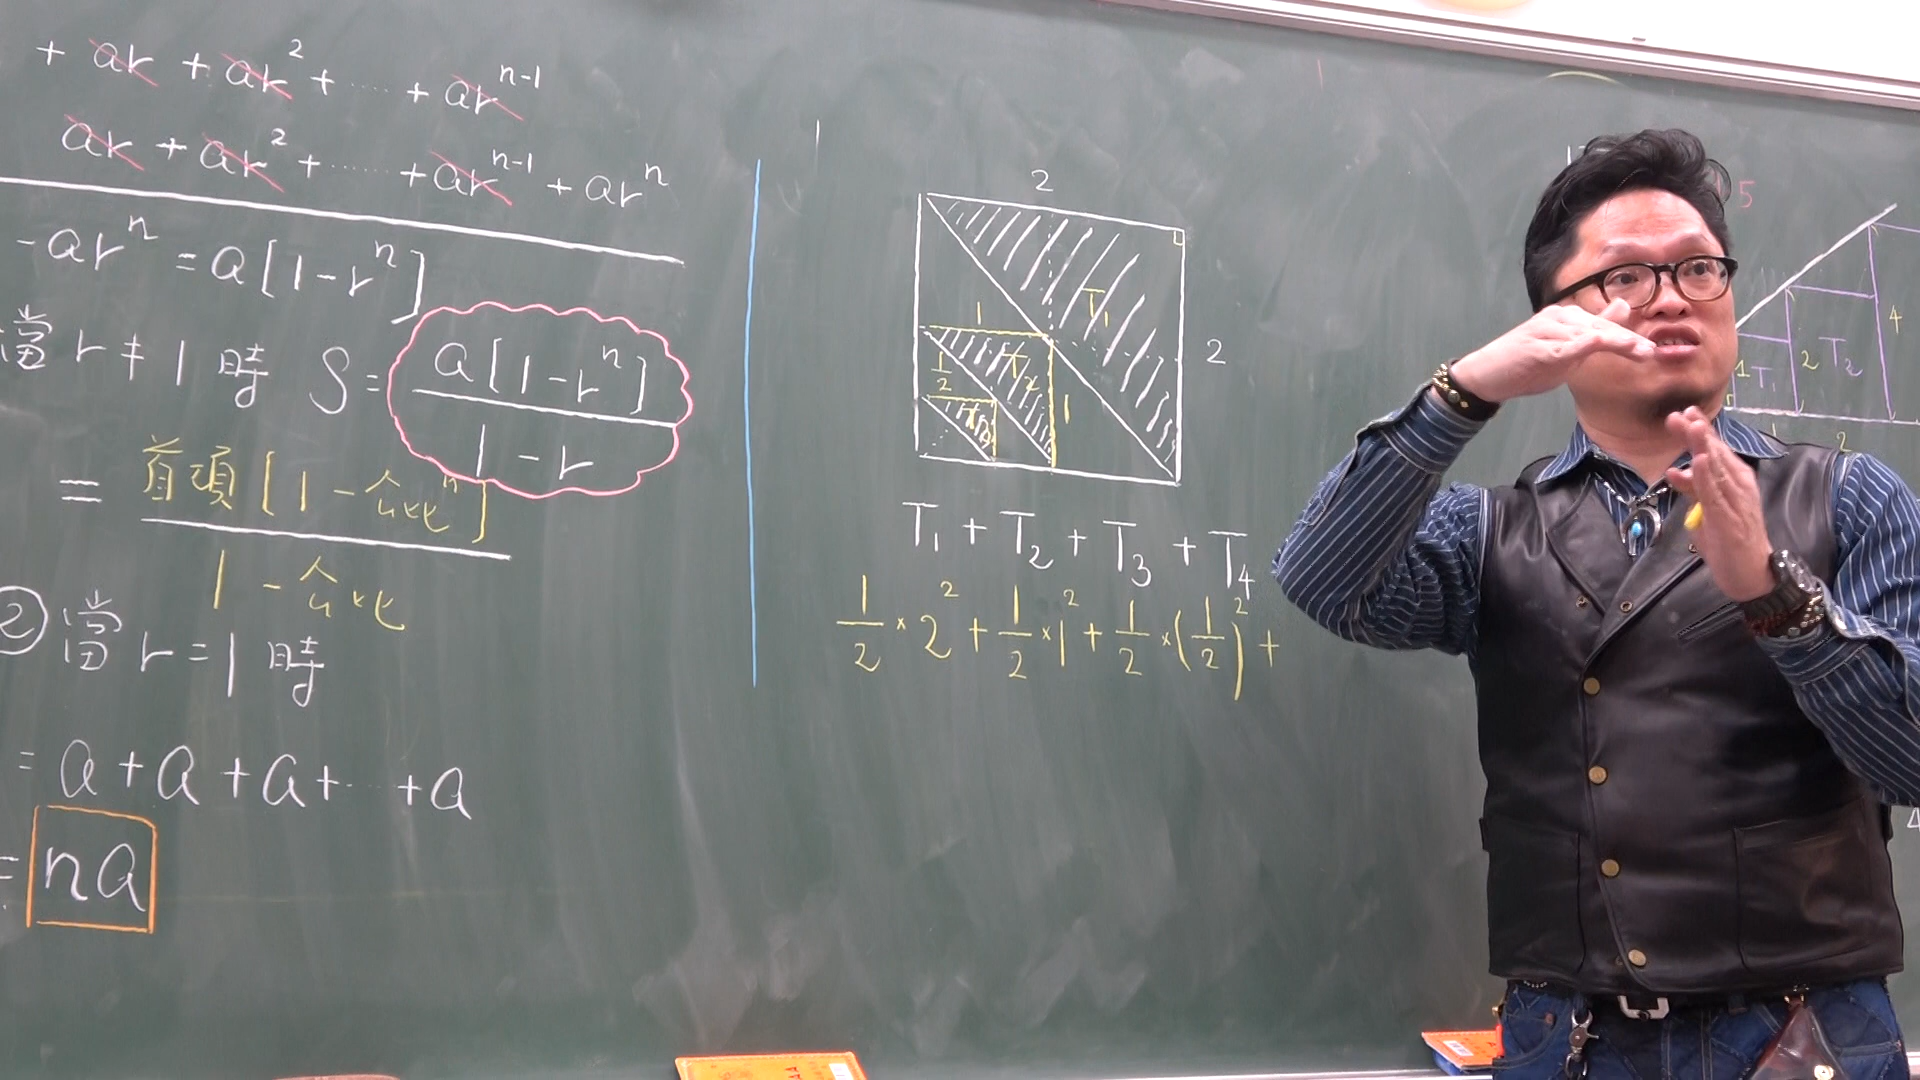 + ar + ar² + ⋯⋯ + arⁿ⁻¹
ar + ar² + ⋯⋯ + arⁿ⁻¹ + arⁿ
-arⁿ = a[1-rⁿ]
當 r ≠ 1 時 S = a[1-rⁿ] / 1-r
= 首項[1-公比ⁿ] / 1-公比
② 當 r = 1 時
= a + a + a + ⋯ + a
= na
2
T₁
2
1
T₂
1/2
1
T₁ + T₂ + T₃ + T₄
1/2 × 2² + 1/2 × 1² + 1/2 × (1/2)² +
5
4
1
T₁
2
T₂
1
2
4